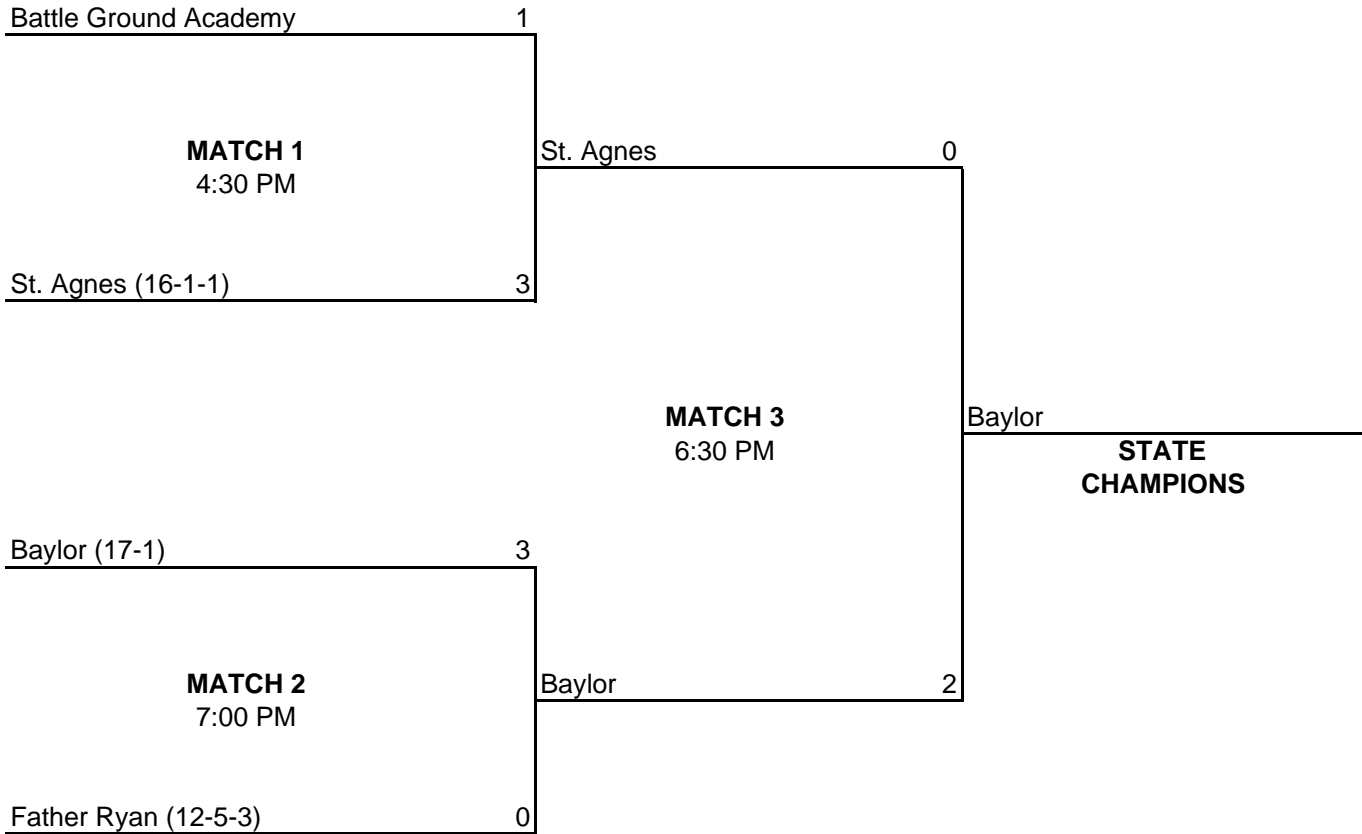 Battle Ground Academy 1
MATCH 1
4:30 PM
St. Agnes 0
St. Agnes (16-1-1) 3
MATCH 3
6:30 PM
Baylor
STATE
CHAMPIONS
Baylor (17-1) 3
MATCH 2
7:00 PM
Baylor 2
Father Ryan (12-5-3) 0